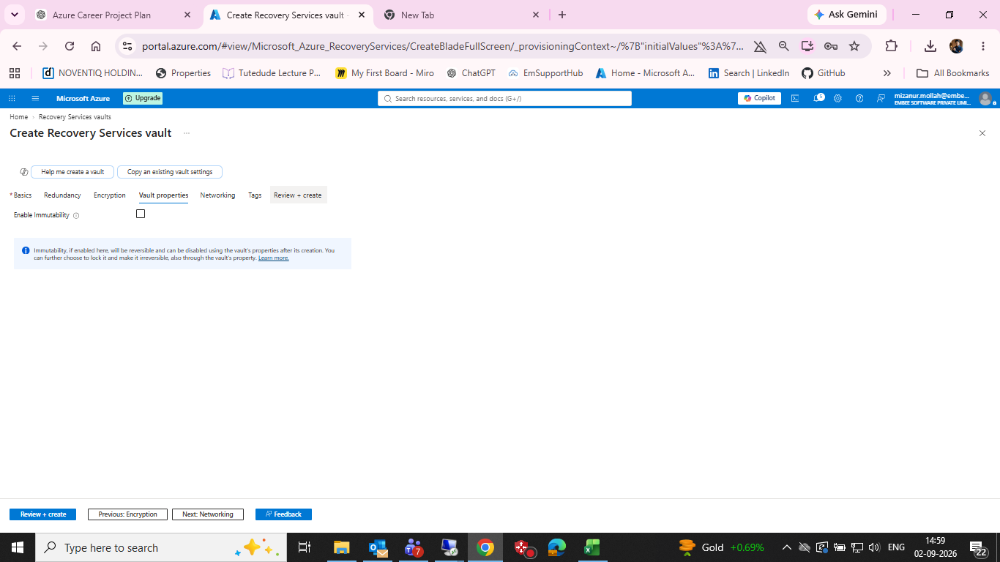 Azure Career Project Plan
Create Recovery Services vault -
New Tab
Ask Gemini
portal.azure.com/#view/Microsoft_Azure_RecoveryServices/CreateBladeFullScreen/_provisioningContext~/%7B"initialValues"%3A%7...
NOVENTIQ HOLDIN...
Properties
Tutedude Lecture P...
My First Board - Miro
ChatGPT
EmSupportHub
Home - Microsoft A...
Search | LinkedIn
GitHub
»
All Bookmarks
Microsoft Azure
Upgrade
Search resources, services, and docs (G+/)
Copilot
5
mizanur.mollah@embe...
EMBEE SOFTWARE PRIVATE LIMI...
Home › Recovery Services vaults
Create Recovery Services vault ...
Help me create a vault
Copy an existing vault settings
* Basics
Redundancy
Encryption
Vault properties
Networking
Tags
Review + create
Enable Immutability
Immutability, if enabled here, will be reversible and can be disabled using the vault's properties after its creation. You
can further choose to lock it and make it irreversible, also through the vault's property. Learn more.
Review + create
Previous: Encryption
Next: Networking
Feedback
Type here to search
7
Gold +0.69%
ENG
14:59
02-09-2026
22